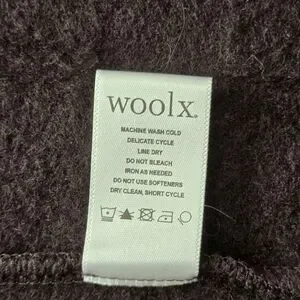 woolx.
MACHINE WASH COLD
DELICATE CYCLE
LINE DRY
DO NOT BLEACH
IRON AS NEEDED
DO NOT USE SOFTENERS
DRY CLEAN, SHORT CYCLE